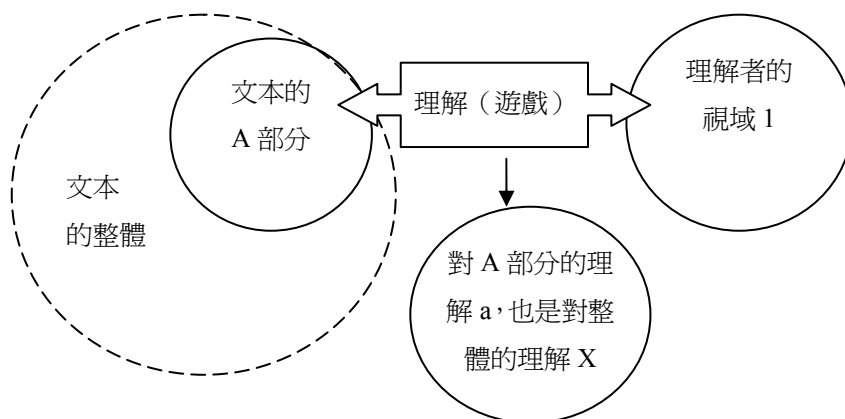 文本的
A 部分
文本
的整體
理解（遊戲）
理解者的
視域 1
對 A 部分的理
解 a，也是對整
體的理解 X